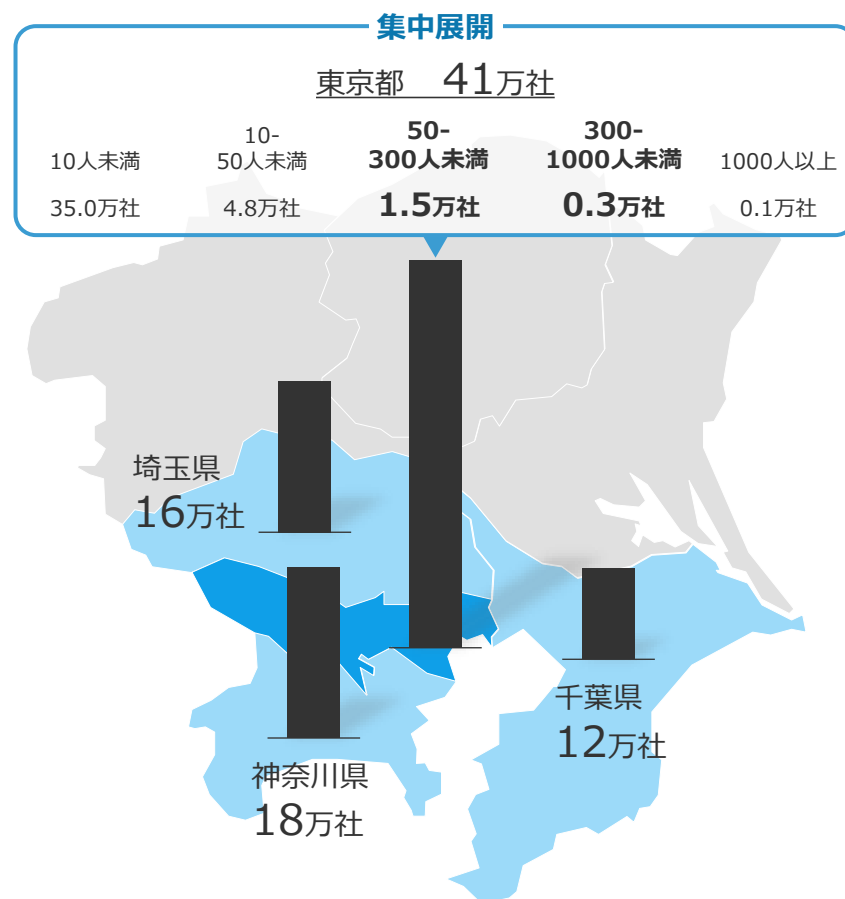 集中展開
東京都 41万社
10人未満
10-
50人未満
50-
300人未満
300-
1000人未満
1000人以上
35.0万社
4.8万社
1.5万社
0.3万社
0.1万社
埼玉県
16万社
千葉県
12万社
神奈川県
18万社